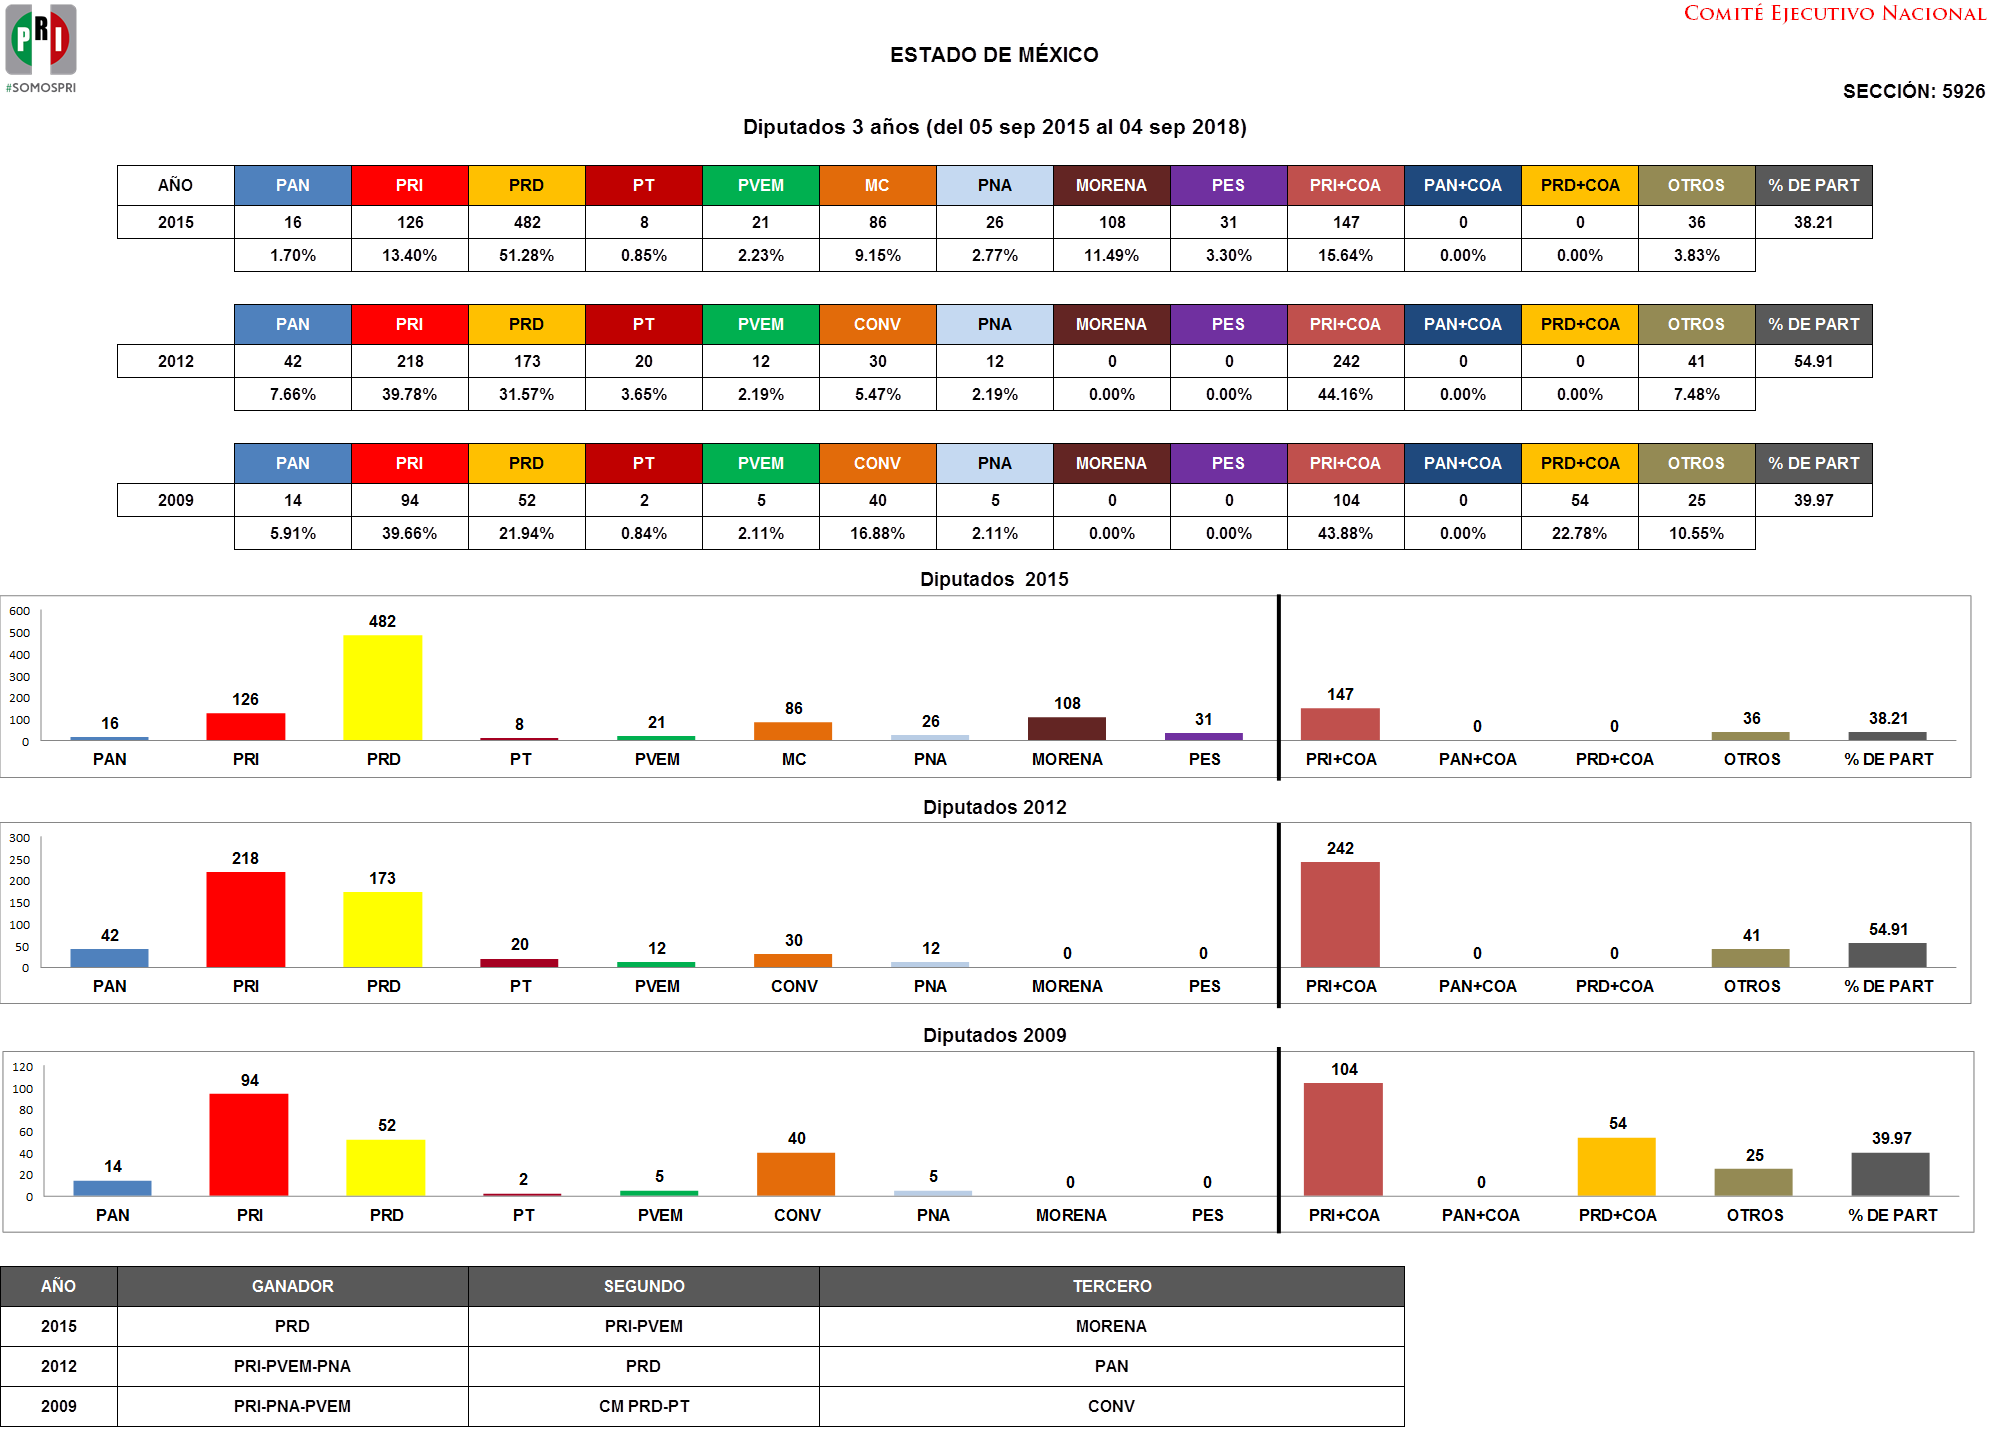 PRI
#SOMOSPRI
COMITÉ EJECUTIVO NACIONAL
ESTADO DE MÉXICO
SECCIÓN: 5926
Diputados 3 años (del 05 sep 2015 al 04 sep 2018)
AÑO PAN PRI PRD PT PVEM MC PNA MORENA PES PRI+COA PAN+COA PRD+COA OTROS % DE PART
2015 16 126 482 8 21 86 26 108 31 147 0 0 36 38.21
1.70% 13.40% 51.28% 0.85% 2.23% 9.15% 2.77% 11.49% 3.30% 15.64% 0.00% 0.00% 3.83%
PAN PRI PRD PT PVEM CONV PNA MORENA PES PRI+COA PAN+COA PRD+COA OTROS % DE PART
2012 42 218 173 20 12 30 12 0 0 242 0 0 41 54.91
7.66% 39.78% 31.57% 3.65% 2.19% 5.47% 2.19% 0.00% 0.00% 44.16% 0.00% 0.00% 7.48%
PAN PRI PRD PT PVEM CONV PNA MORENA PES PRI+COA PAN+COA PRD+COA OTROS % DE PART
2009 14 94 52 2 5 40 5 0 0 104 0 54 25 39.97
5.91% 39.66% 21.94% 0.84% 2.11% 16.88% 2.11% 0.00% 0.00% 43.88% 0.00% 22.78% 10.55%
Diputados 2015
600
500
400
300
200
100
0
16 126 482 8 21 86 26 108 31 147 0 0 36 38.21
PAN PRI PRD PT PVEM MC PNA MORENA PES PRI+COA PAN+COA PRD+COA OTROS % DE PART
Diputados 2012
300
250
200
150
100
50
0
42 218 173 20 12 30 12 0 0 242 0 0 41 54.91
PAN PRI PRD PT PVEM CONV PNA MORENA PES PRI+COA PAN+COA PRD+COA OTROS % DE PART
Diputados 2009
120
100
80
60
40
20
0
14 94 52 2 5 40 5 0 0 104 0 54 25 39.97
PAN PRI PRD PT PVEM CONV PNA MORENA PES PRI+COA PAN+COA PRD+COA OTROS % DE PART
AÑO GANADOR SEGUNDO TERCERO
2015 PRD PRI-PVEM MORENA
2012 PRI-PVEM-PNA PRD PAN
2009 PRI-PNA-PVEM CM PRD-PT CONV